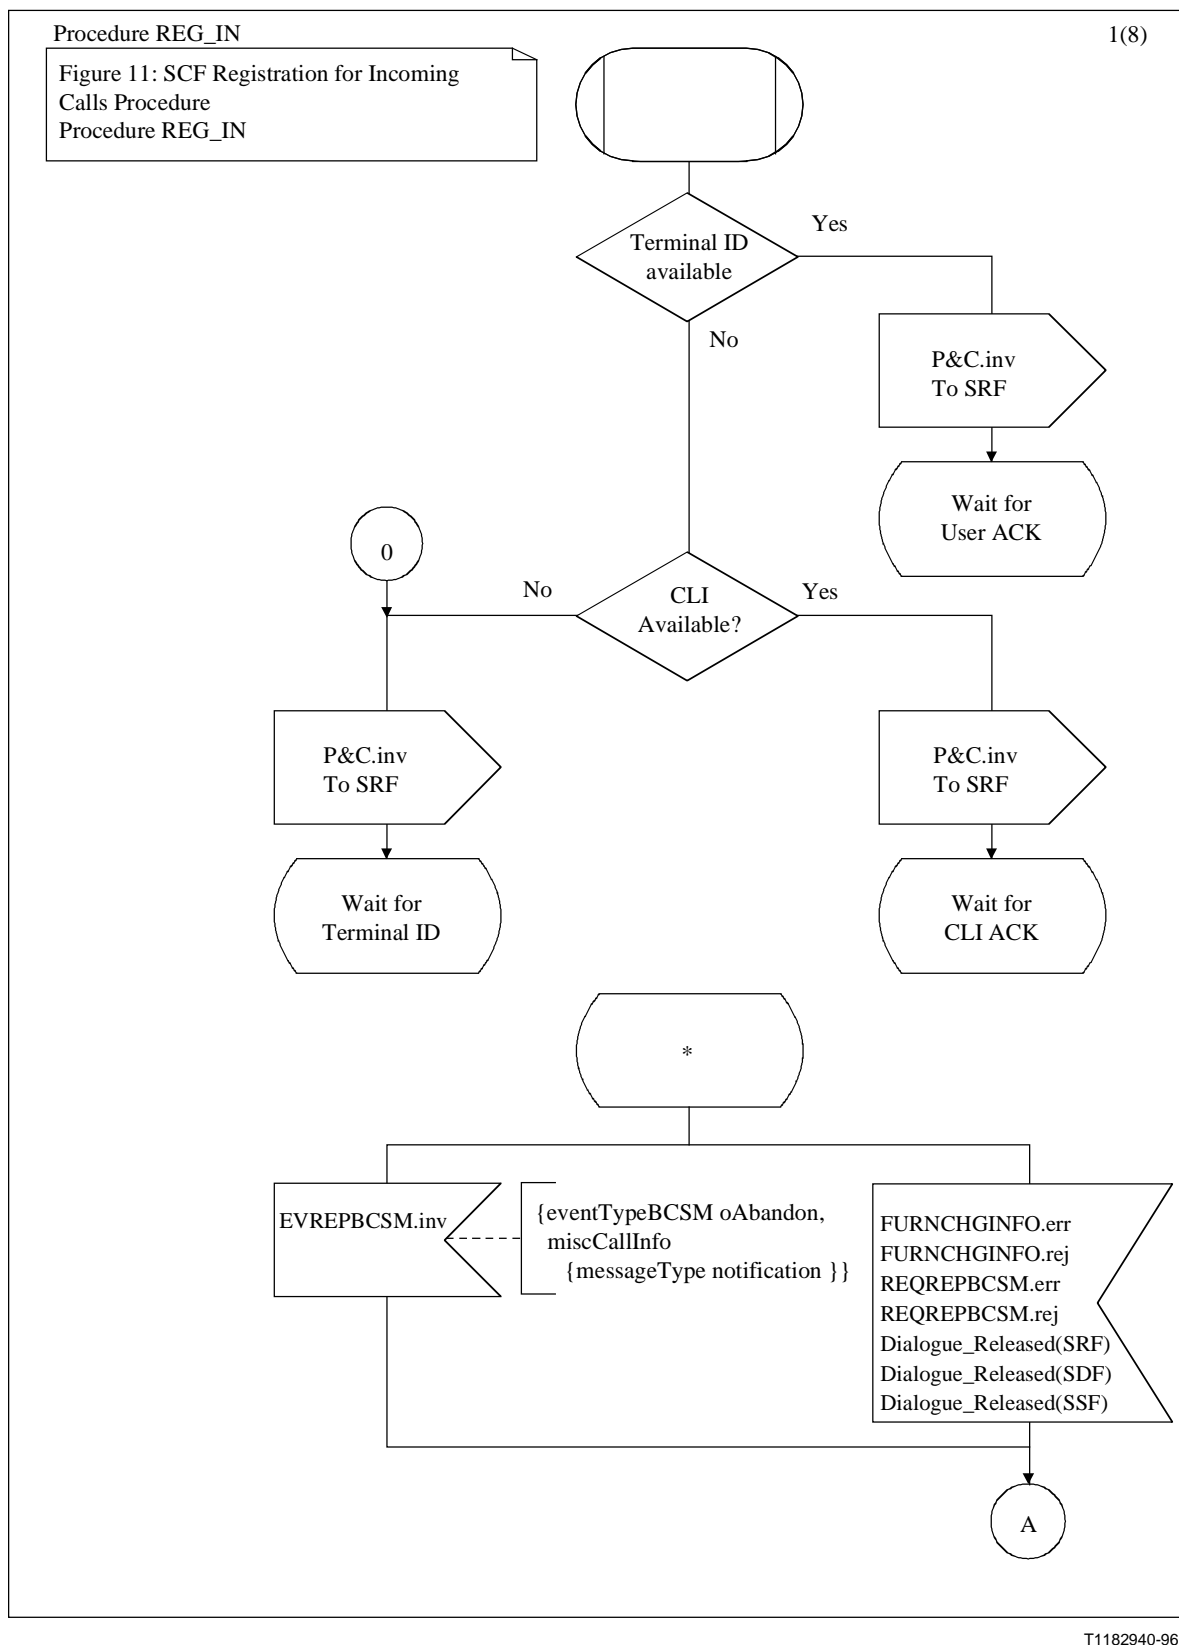 Procedure REG_IN
1(8)
Figure 11: SCF Registration for Incoming
Calls Procedure
Procedure REG_IN
Terminal ID
available
Yes
No
P&C.inv
To SRF
Wait for
User ACK
0
No
CLI
Available?
Yes
P&C.inv
To SRF
P&C.inv
To SRF
Wait for
Terminal ID
Wait for
CLI ACK
*
EVREPBCSM.inv
{eventTypeBCSM oAbandon,
miscCallInfo
{messageType notification }}
FURNCHGINFO.err
FURNCHGINFO.rej
REQREPBCSM.err
REQREPBCSM.rej
Dialogue_Released(SRF)
Dialogue_Released(SDF)
Dialogue_Released(SSF)
A
T1182940-96